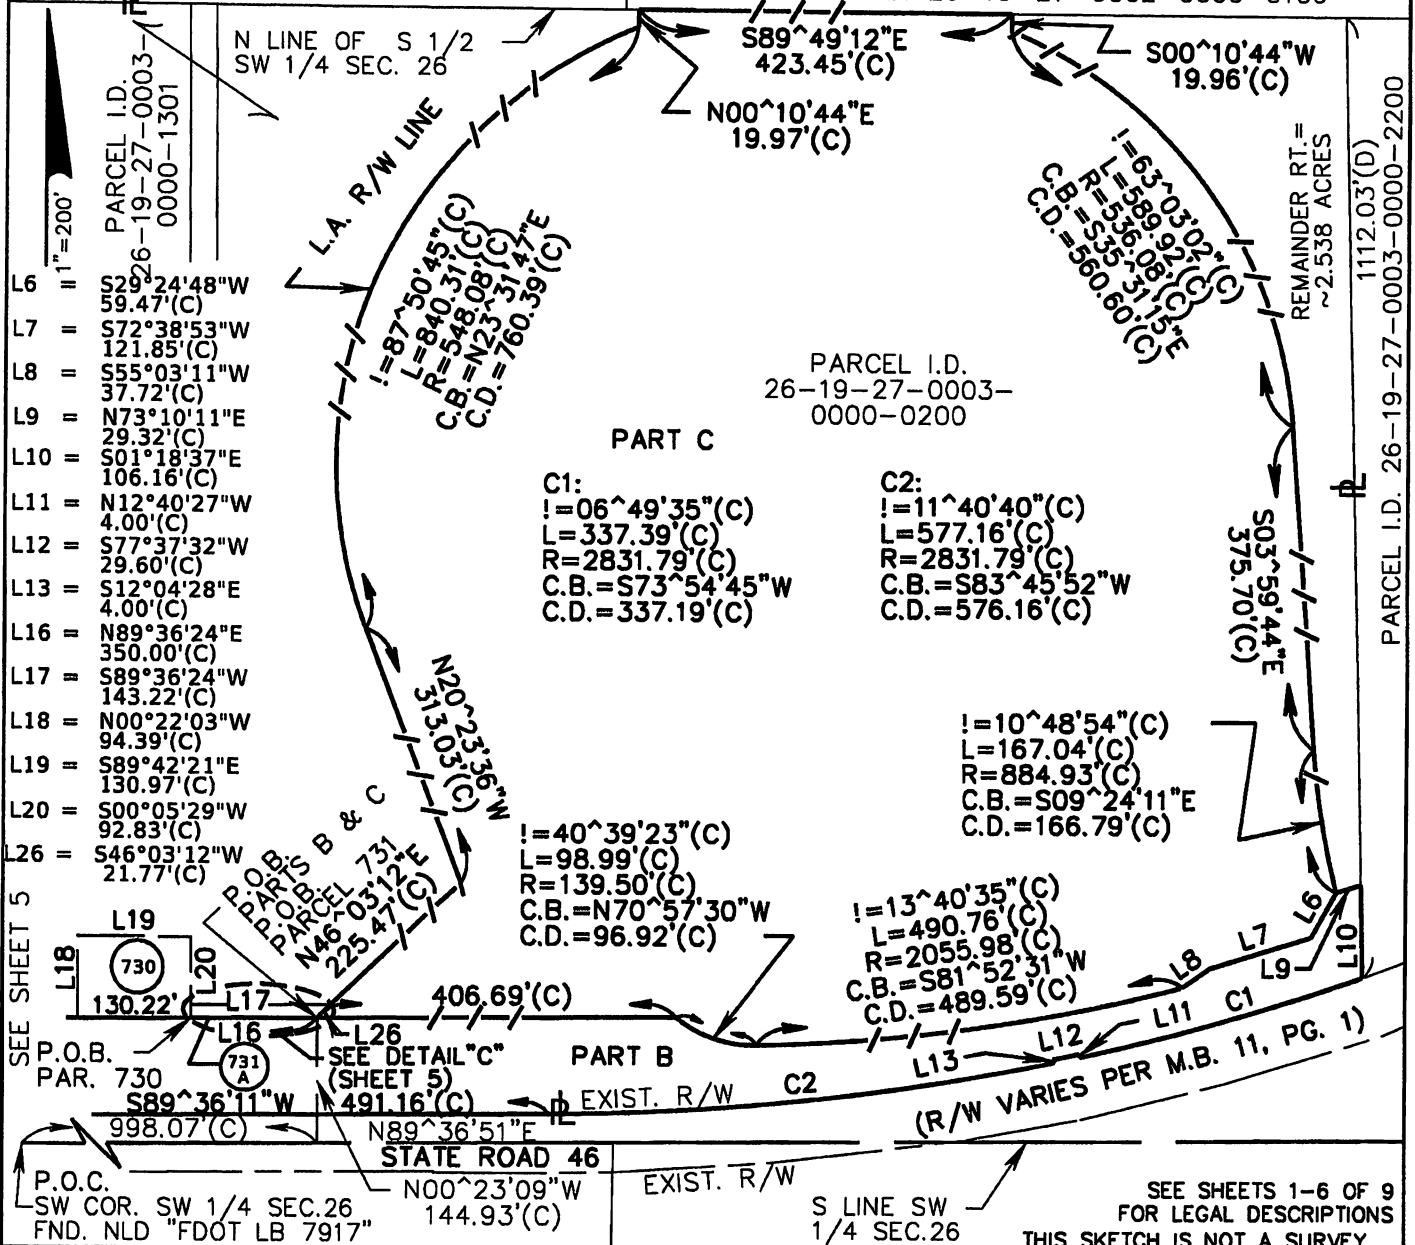 N LINE OF S 1/2
SW 1/4 SEC. 26
S89^49'12"E
423.45'(C)
S00^10'44"W
19.96'(C)
N00^10'44"E
19.97'(C)
1"=200'
PARCEL I.D.
26-19-27-0003-
0000-1301
L.A. R/W LINE
!=87^50'45"(C)
L=840.31'(C)
R=548.08'(C)
C.B.=N23^31'47"E
C.D.=760.39'(C)
!=63^03'02"(C)
L=589.92'(C)
R=536.08'(C)
C.B.=S35^31'15"E
C.D.=560.60'(C)
REMAINDER RT.=
~2.538 ACRES
1112.03'(D)
PARCEL I.D. 26-19-27-0003-0000-2200
L6 = S29°24'48"W
59.47'(C)
L7 = S72°38'53"W
121.85'(C)
L8 = S55°03'11"W
37.72'(C)
L9 = N73°10'11"E
29.32'(C)
L10 = S01°18'37"E
106.16'(C)
L11 = N12°40'27"W
4.00'(C)
L12 = S77°37'32"W
29.60'(C)
L13 = S12°04'28"E
4.00'(C)
L16 = N89°36'24"E
350.00'(C)
L17 = S89°36'24"W
143.22'(C)
L18 = N00°22'03"W
94.39'(C)
L19 = S89°42'21"E
130.97'(C)
L20 = S00°05'29"W
92.83'(C)
L26 = S46°03'12"W
21.77'(C)
PARCEL I.D.
26-19-27-0003-
0000-0200
PART C
C1:
!=06^49'35"(C)
L=337.39'(C)
R=2831.79'(C)
C.B.=S73^54'45"W
C.D.=337.19'(C)
C2:
!=11^40'40"(C)
L=577.16'(C)
R=2831.79'(C)
C.B.=S83^45'52"W
C.D.=576.16'(C)
S03^59'44"E
375.70'(C)
N20^23'36"W
313.03'(C)
!=10^48'54"(C)
L=167.04'(C)
R=884.93'(C)
C.B.=S09^24'11"E
C.D.=166.79'(C)
P.O.B.
PARTS B & C
P.O.B.
PARCEL 731
N46^03'12"E
225.47'(C)
!=40^39'23"(C)
L=98.99'(C)
R=139.50'(C)
C.B.=N70^57'30"W
C.D.=96.92'(C)
!=13^40'35"(C)
L=490.76'(C)
R=2055.98'(C)
C.B.=S81^52'31"W
C.D.=489.59'(C)
SEE SHEET 5
L19
L18
730
L20
130.22'
L17
406.69'(C)
L6
L7
L8
L9
L10
L16
L26
C1
L11
L12
L13
P.O.B.
PAR. 730
731
A
SEE DETAIL"C"
(SHEET 5)
PART B
C2
(R/W VARIES PER M.B. 11, PG. 1)
S89^36'11"W
491.16'(C)
PL
EXIST. R/W
998.07'(C)
N89^36'51"E
STATE ROAD 46
N00^23'09"W
144.93'(C)
EXIST. R/W
P.O.C.
SW COR. SW 1/4 SEC.26
FND. NLD "FDOT LB 7917"
S LINE SW
1/4 SEC.26
SEE SHEETS 1-6 OF 9
FOR LEGAL DESCRIPTIONS
THIS SKETCH IS NOT A SURVEY